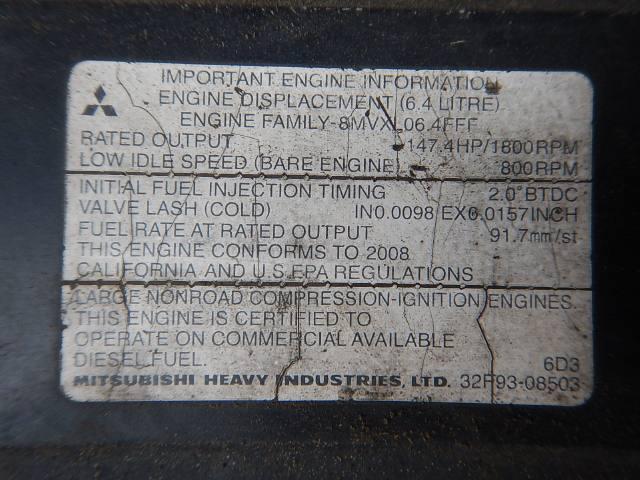 IMPORTANT ENGINE INFORMATION
ENGINE DISPLACEMENT (6.4 LITRE)
ENGINE FAMILY-8MVXL06.4FFF
RATED OUTPUT 147.4HP/1800RPM
LOW IDLE SPEED (BARE ENGINE) 800RPM
INITIAL FUEL INJECTION TIMING 2.0°BTDC
VALVE LASH (COLD) IN0.0098 EX0.0157INCH
FUEL RATE AT RATED OUTPUT 91.7mm/st
THIS ENGINE CONFORMS TO 2008
CALIFORNIA AND U.S.EPA REGULATIONS
LARGE NONROAD COMPRESSION-IGNITION ENGINES.
THIS ENGINE IS CERTIFIED TO
OPERATE ON COMMERCIAL AVAILABLE
DIESEL FUEL. 6D3
MITSUBISHI HEAVY INDUSTRIES, LTD. 32F93-08503